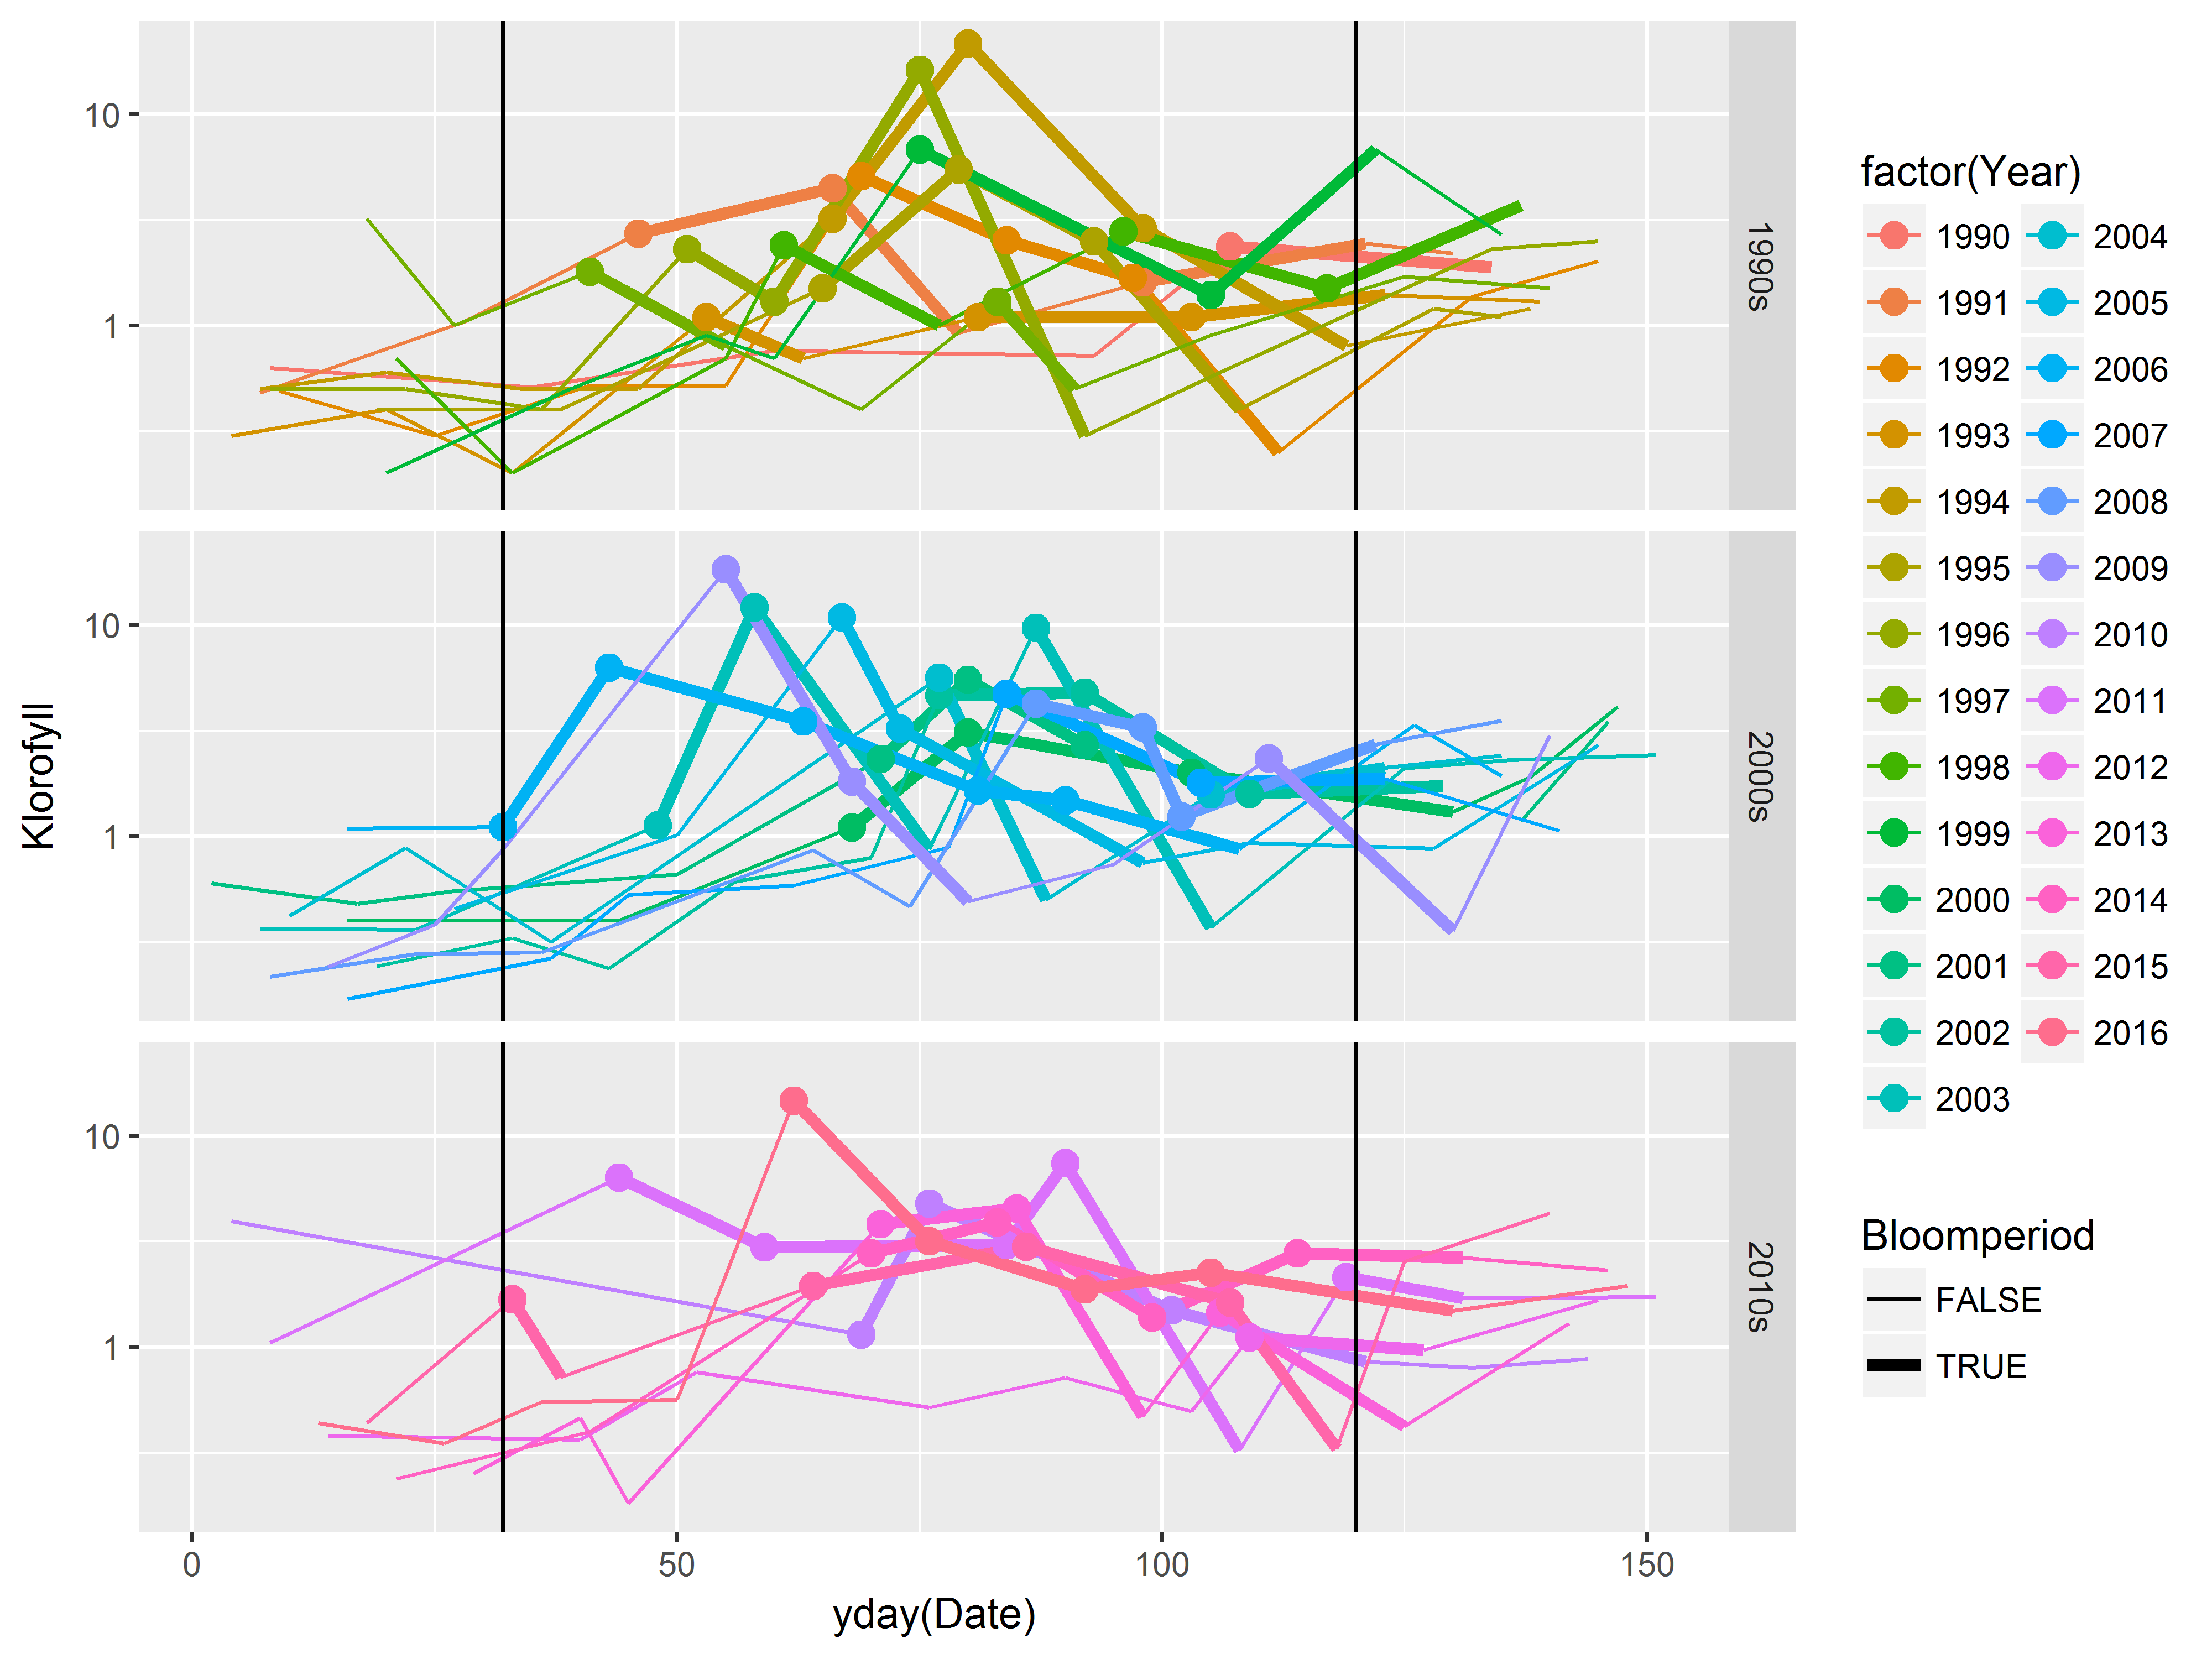 Klorofyll
10
1
1990s
10
1
2000s
10
1
2010s
0 50 100 150
yday(Date)
factor(Year)
1990 2004
1991 2005
1992 2006
1993 2007
1994 2008
1995 2009
1996 2010
1997 2011
1998 2012
1999 2013
2000 2014
2001 2015
2002 2016
2003
Bloomperiod
FALSE
TRUE